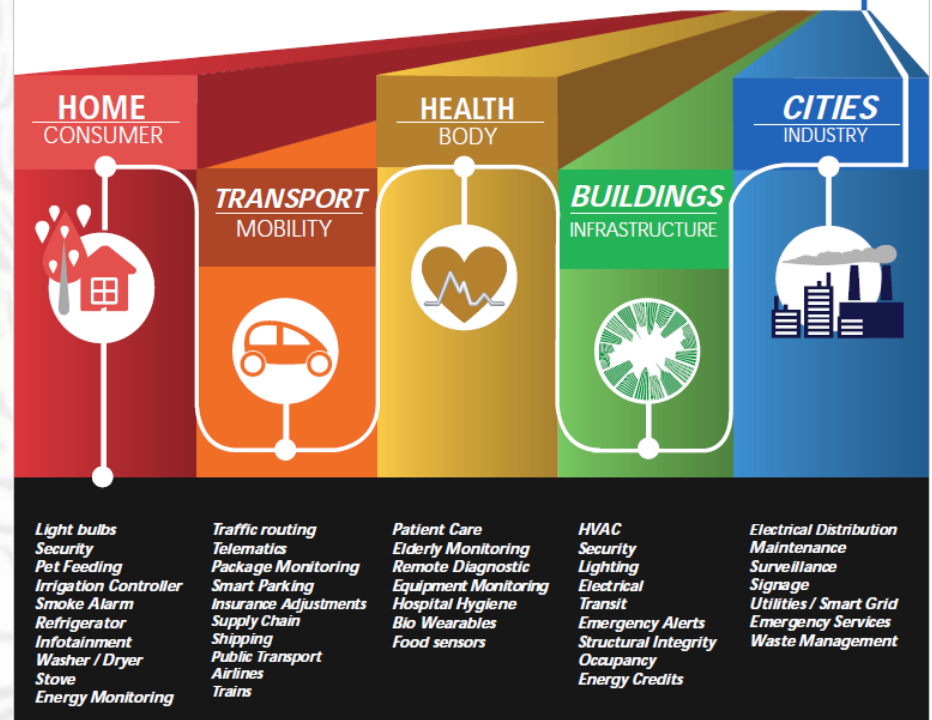 HOME
CONSUMER
TRANSPORT
MOBILITY
HEALTH
BODY
BUILDINGS
INFRASTRUCTURE
CITIES
INDUSTRY
Light bulbs
Security
Pet Feeding
Irrigation Controller
Smoke Alarm
Refrigerator
Infotainment
Washer / Dryer
Stove
Energy Monitoring
Traffic routing
Telematics
Package Monitoring
Smart Parking
Insurance Adjustments
Supply Chain
Shipping
Public Transport
Airlines
Trains
Patient Care
Elderly Monitoring
Remote Diagnostic
Equipment Monitoring
Hospital Hygiene
Bio Wearables
Food sensors
HVAC
Security
Lighting
Electrical
Transit
Emergency Alerts
Structural Integrity
Occupancy
Energy Credits
Electrical Distribution
Maintenance
Surveillance
Signage
Utilities / Smart Grid
Emergency Services
Waste Management